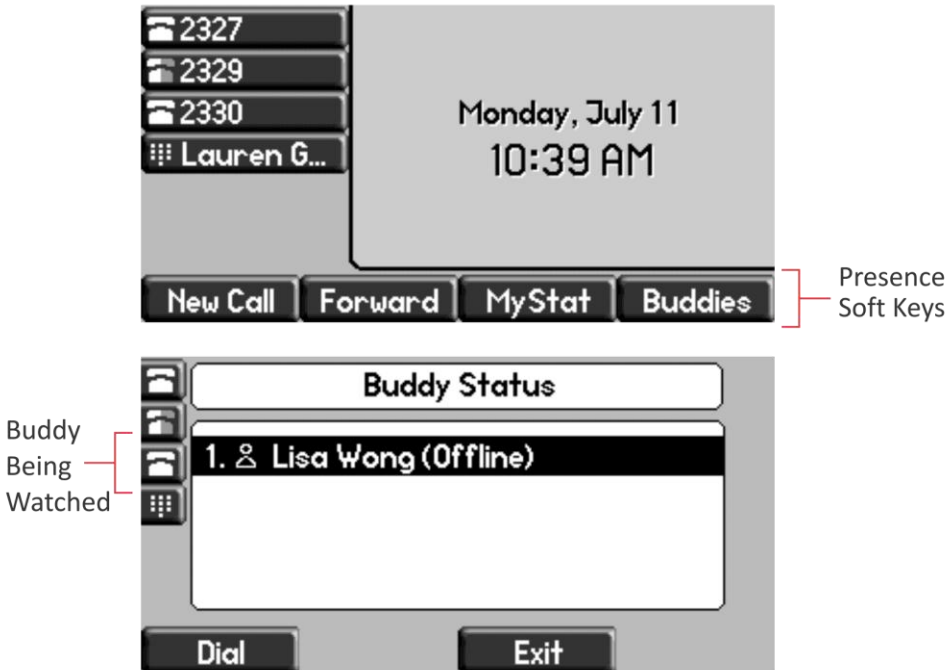 2327
2329
2330
Lauren G...
Monday, July 11
10:39 AM
New Call Forward MyStat Buddies
Presence
Soft Keys
Buddy Status
Buddy
Being
Watched
1. Lisa Wong (Offline)
Dial Exit